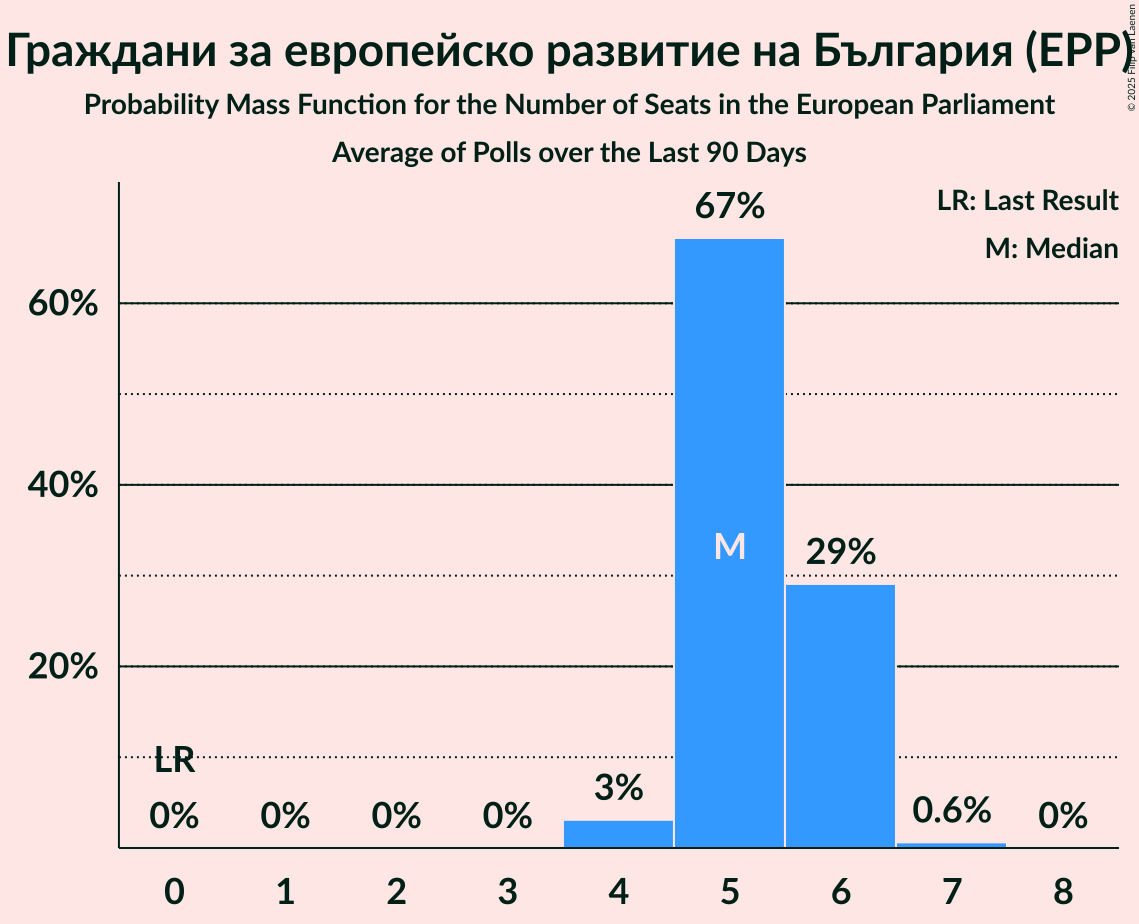 Граждани за европейско развитие на България (EPP)
© 2025 Filip van Laenen
Probability Mass Function for the Number of Seats in the European Parliament
Average of Polls over the Last 90 Days
LR: Last Result
M: Median
67%
60%
40%
M
29%
20%
LR
0%
0%
0%
0%
3%
0.6%
0%
0 1 2 3 4 5 6 7 8